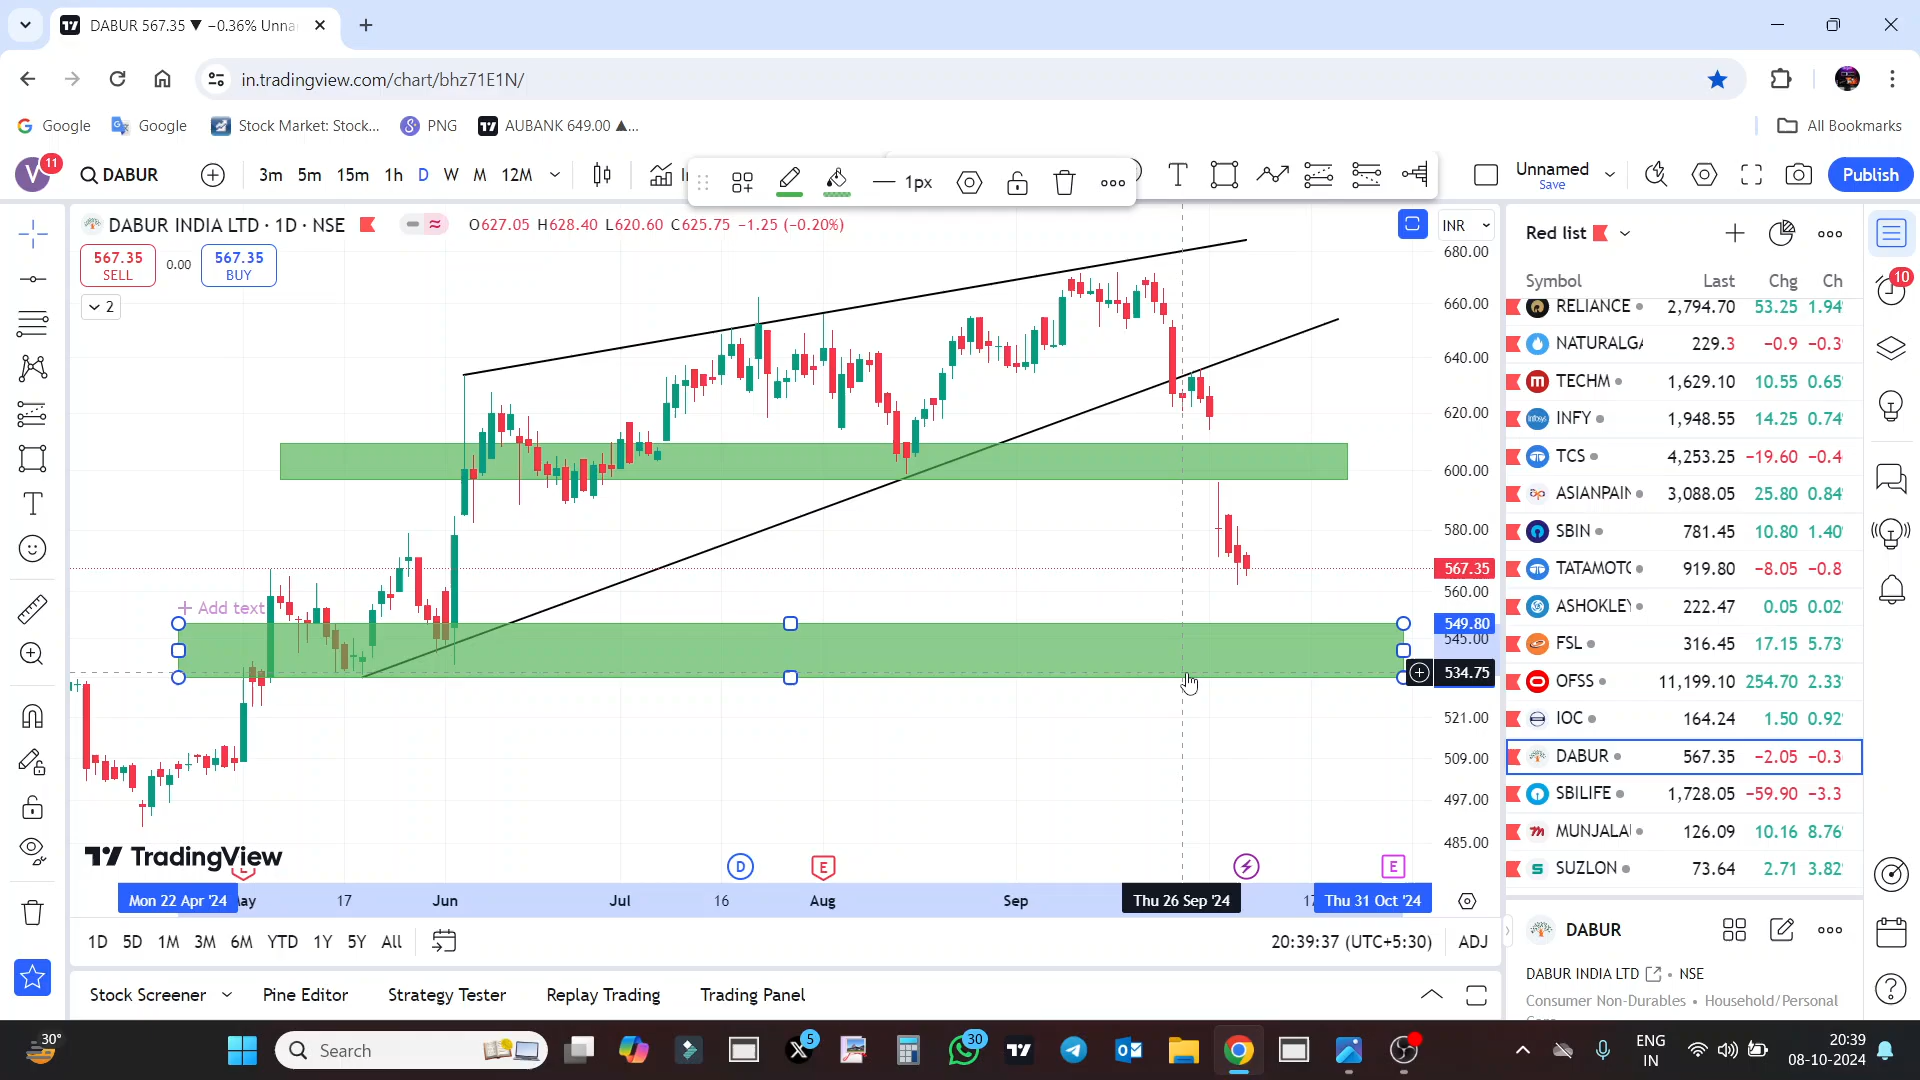 DABUR 567.35 ▼ −0.36% Unna
in.tradingview.com/chart/bhz71E1N/
Google
Google
Stock Market: Stock...
PNG
AUBANK 649.00 ▲...
All Bookmarks
V 11
DABUR
3m 5m 15m 1h D W M 12M
1px
Unnamed
Save
Publish
DABUR INDIA LTD · 1D · NSE
O627.05 H628.40 L620.60 C625.75 −1.25 (−0.20%)
INR
567.35
SELL
0.00
567.35
BUY
2
680.00
660.00
640.00
620.00
600.00
580.00
567.35
560.00
549.80
545.00
534.75
521.00
509.00
497.00
485.00
+ Add text
TradingView
D
E
E
Mon 22 Apr '24
17
Jun
Jul
16
Aug
Sep
Thu 26 Sep '24
Thu 31 Oct '24
1D 5D 1M 3M 6M YTD 1Y 5Y All
20:39:37 (UTC+5:30)
ADJ
Stock Screener
Pine Editor
Strategy Tester
Replay Trading
Trading Panel
Red list
Symbol Last Chg Ch
RELIANCE 2,794.70 53.25 1.94
NATURALGA 229.3 −0.9 −0.3
TECHM 1,629.10 10.55 0.65
INFY 1,948.55 14.25 0.74
TCS 4,253.25 −19.60 −0.4
ASIANPAIN 3,088.05 25.80 0.84
SBIN 781.45 10.80 1.40
TATAMOTO 919.80 −8.05 −0.8
ASHOKLEY 222.47 0.05 0.02
FSL 316.45 17.15 5.73
OFSS 11,199.10 254.70 2.33
IOC 164.24 1.50 0.92
DABUR 567.35 −2.05 −0.3
SBILIFE 1,728.05 −59.90 −3.3
MUNJALA 126.09 10.16 8.76
SUZLON 73.64 2.71 3.82
10
DABUR
DABUR INDIA LTD • NSE
Consumer Non-Durables • Household/Personal
30°
Search
5
30
ENG
IN
20:39
08-10-2024